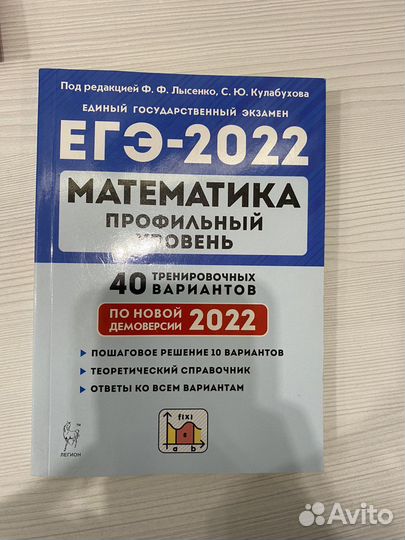 Под редакцией Ф. Ф. Лысенко, С. Ю. Кулабухова
ЕДИНЫЙ ГОСУДАРСТВЕННЫЙ ЭКЗАМЕН
ЕГЭ-2022
МАТЕМАТИКА
ПРОФИЛЬНЫЙ
УРОВЕНЬ
40 ТРЕНИРОВОЧНЫХ
ВАРИАНТОВ
ПО НОВОЙ
ДЕМОВЕРСИИ 2022
ПОШАГОВОЕ РЕШЕНИЕ 10 ВАРИАНТОВ
ТЕОРЕТИЧЕСКИЙ СПРАВОЧНИК
ОТВЕТЫ КО ВСЕМ ВАРИАНТАМ
f(x)
a b
TM
ЛЕГИОН
Avito